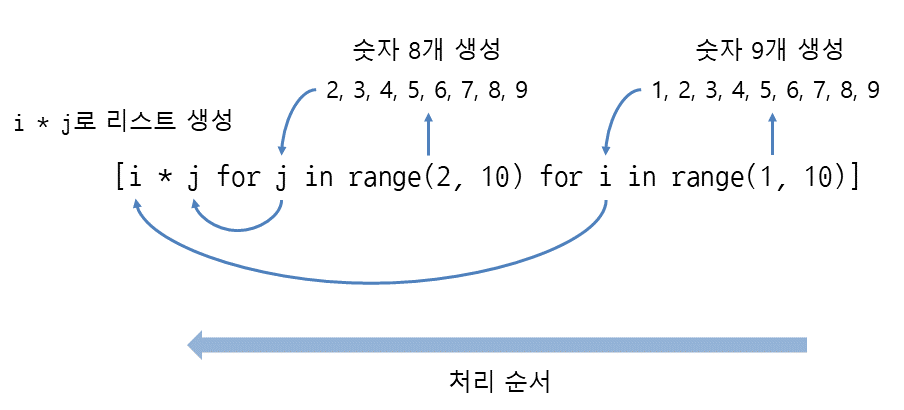 숫자 8개 생성
숫자 9개 생성
2, 3, 4, 5, 6, 7, 8, 9
1, 2, 3, 4, 5, 6, 7, 8, 9
i * j로 리스트 생성
[i * j for j in range(2, 10) for i in range(1, 10)]
처리 순서